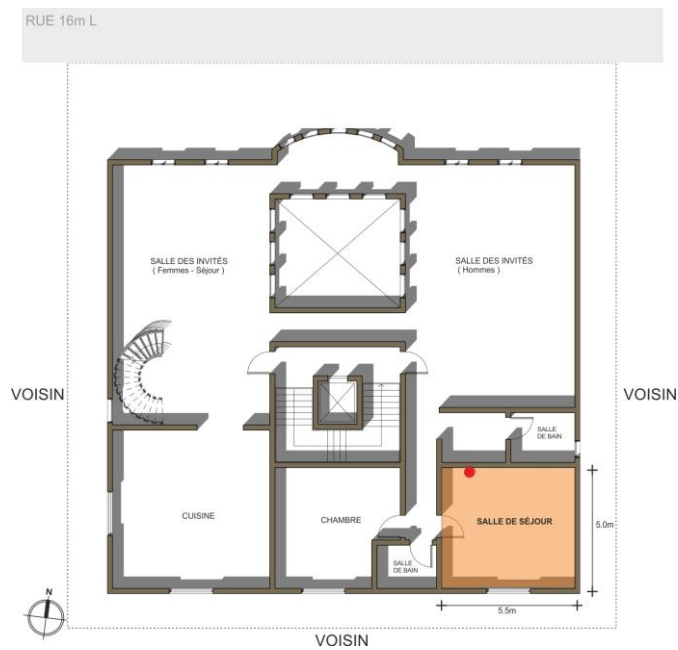 RUE 16m L
SALLE DES INVITÉS
( Femmes - Séjour )
SALLE DES INVITÉS
( Hommes )
VOISIN
VOISIN
SALLE
DE BAIN
CUISINE
CHAMBRE
SALLE DE SÉJOUR
5.0m
SALLE
DE BAIN
5.5m
N
VOISIN